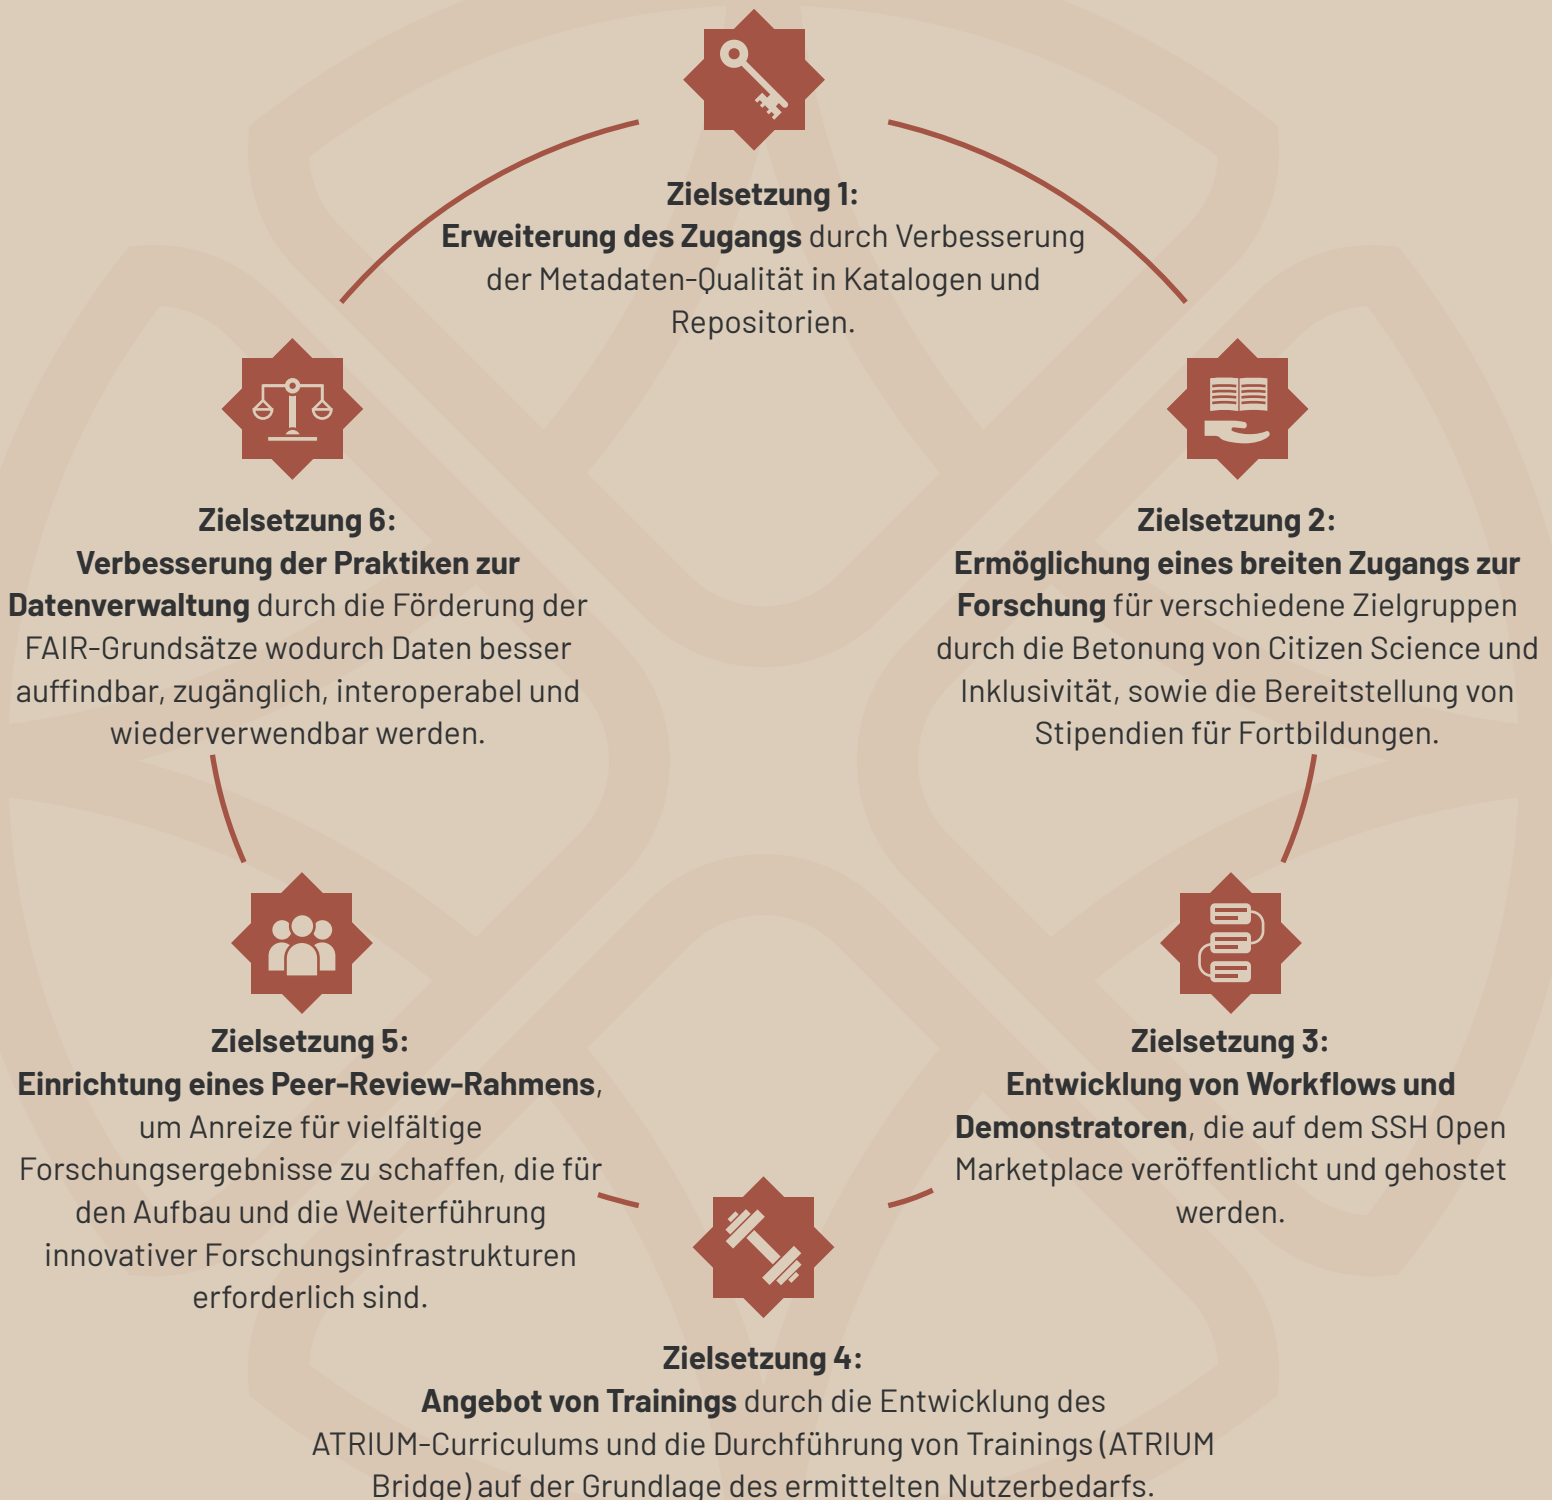 Zielsetzung 1:
Erweiterung des Zugangs durch Verbesserung
der Metadaten-Qualität in Katalogen und
Repositorien.
Zielsetzung 2:
Ermöglichung eines breiten Zugangs zur
Forschung für verschiedene Zielgruppen
durch die Betonung von Citizen Science und
Inklusivität, sowie die Bereitstellung von
Stipendien für Fortbildungen.
Zielsetzung 3:
Entwicklung von Workflows und
Demonstratoren, die auf dem SSH Open
Marketplace veröffentlicht und gehostet
werden.
Zielsetzung 4:
Angebot von Trainings durch die Entwicklung des
ATRIUM-Curriculums und die Durchführung von Trainings (ATRIUM
Bridge) auf der Grundlage des ermittelten Nutzerbedarfs.
Zielsetzung 5:
Einrichtung eines Peer-Review-Rahmens,
um Anreize für vielfältige
Forschungsergebnisse zu schaffen, die für
den Aufbau und die Weiterführung
innovativer Forschungsinfrastrukturen
erforderlich sind.
Zielsetzung 6:
Verbesserung der Praktiken zur
Datenverwaltung durch die Förderung der
FAIR-Grundsätze wodurch Daten besser
auffindbar, zugänglich, interoperabel und
wiederverwendbar werden.